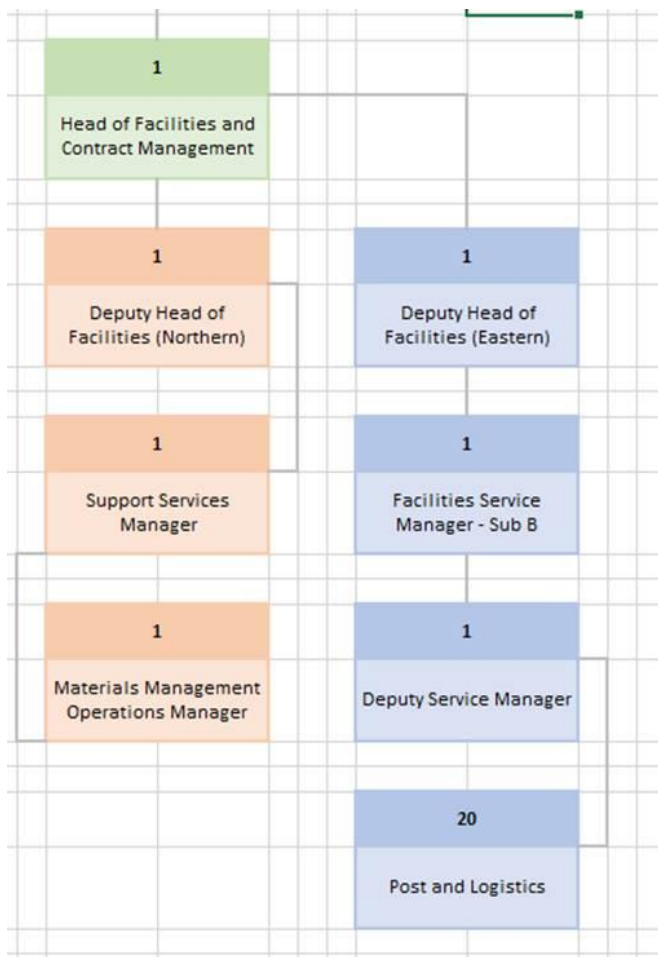 1
Head of Facilities and
Contract Management
1
Deputy Head of
Facilities (Northern)
1
Deputy Head of
Facilities (Eastern)
1
Support Services
Manager
1
Facilities Service
Manager - Sub B
1
Materials Management
Operations Manager
1
Deputy Service Manager
20
Post and Logistics